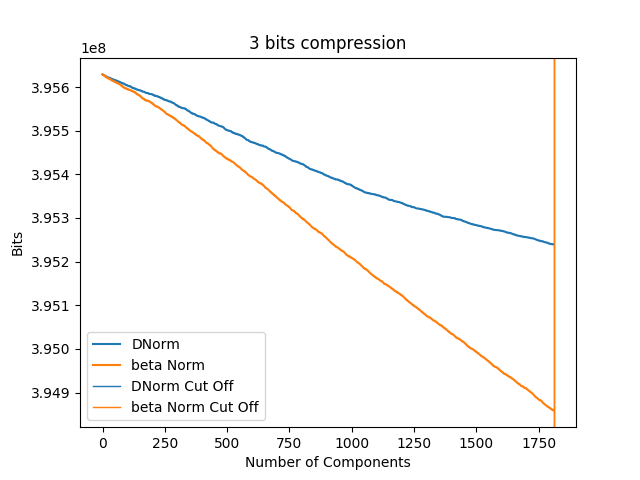 3 bits compression
1e8
3.956
3.955
3.954
3.953
3.952
3.951
3.950
3.949
Bits
DNorm
beta Norm
DNorm Cut Off
beta Norm Cut Off
0 250 500 750 1000 1250 1500 1750
Number of Components